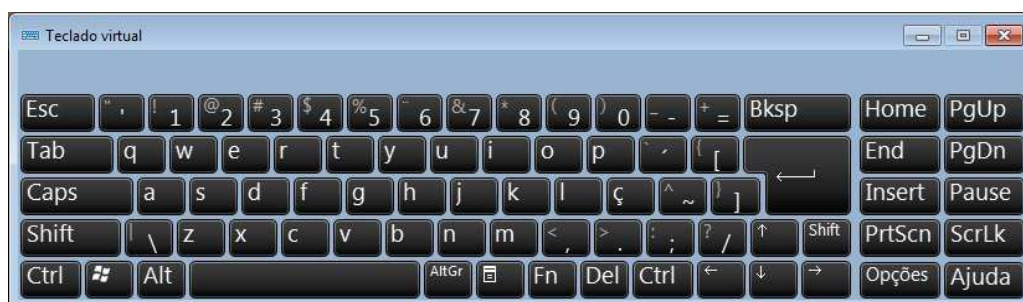 Teclado virtual
Esc " ' ! 1 @ 2 # 3 $ 4 % 5 ¨ 6 & 7 * 8 ( 9 ) 0 _ - + = Bksp Home PgUp
Tab q w e r t y u i o p ` ´ { [ End PgDn
Caps a s d f g h j k l ç ^ ~ } ] Insert Pause
Shift | \ z x c v b n m < , > . : ; ? / ↑ Shift PrtScn ScrLk
Ctrl Alt AltGr Fn Del Ctrl ← ↓ → Opções Ajuda